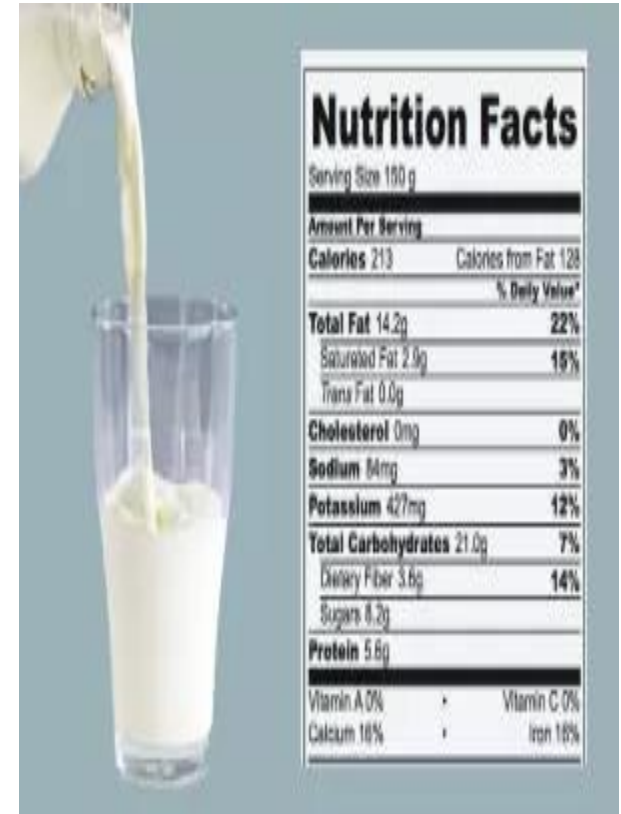 Nutrition Facts
Serving Size 150 g
Amount Per Serving
Calories 213 Calories from Fat 128
% Daily Value*
Total Fat 14.2g 22%
Saturated Fat 2.9g 15%
Trans Fat 0.0g
Cholesterol 0mg 0%
Sodium 84mg 3%
Potassium 427mg 12%
Total Carbohydrates 21.0g 7%
Dietary Fiber 3.6g 14%
Sugars 8.2g
Protein 5.6g
Vitamin A 0% • Vitamin C 0%
Calcium 16% • Iron 16%